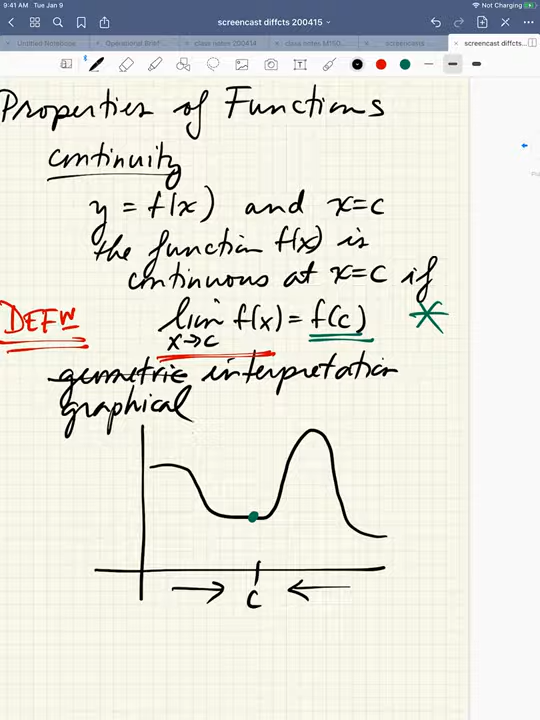 9:41 AM Tue Jan 9
Not Charging
screencast diffcts 200415
Untitled Notebook
Operational Brief
class notes 200414
class notes M150
screencasts
screencast diffcts
Properties of Functions
continuity
y = f(x) and x=c
the function f(x) is
continuous at x=c if
DEFN
lim f(x) = f(c)
x→c
geometric interpretation
graphical
→ c ←